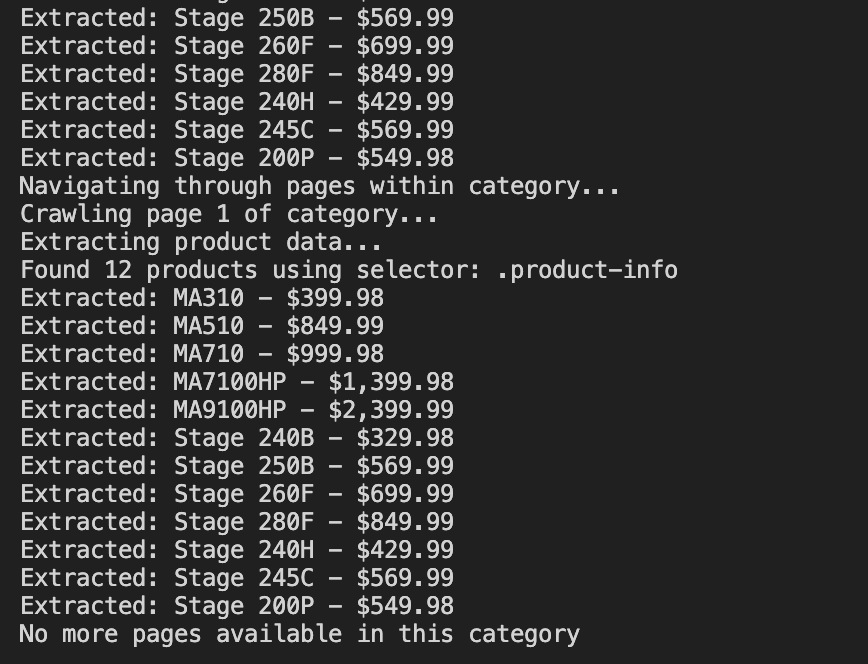 Extracted: Stage 250B – $569.99
Extracted: Stage 260F – $699.99
Extracted: Stage 280F – $849.99
Extracted: Stage 240H – $429.99
Extracted: Stage 245C – $569.99
Extracted: Stage 200P – $549.98
Navigating through pages within category...
Crawling page 1 of category...
Extracting product data...
Found 12 products using selector: .product-info
Extracted: MA310 – $399.98
Extracted: MA510 – $849.99
Extracted: MA710 – $999.98
Extracted: MA7100HP – $1,399.98
Extracted: MA9100HP – $2,399.99
Extracted: Stage 240B – $329.98
Extracted: Stage 250B – $569.99
Extracted: Stage 260F – $699.99
Extracted: Stage 280F – $849.99
Extracted: Stage 240H – $429.99
Extracted: Stage 245C – $569.99
Extracted: Stage 200P – $549.98
No more pages available in this category